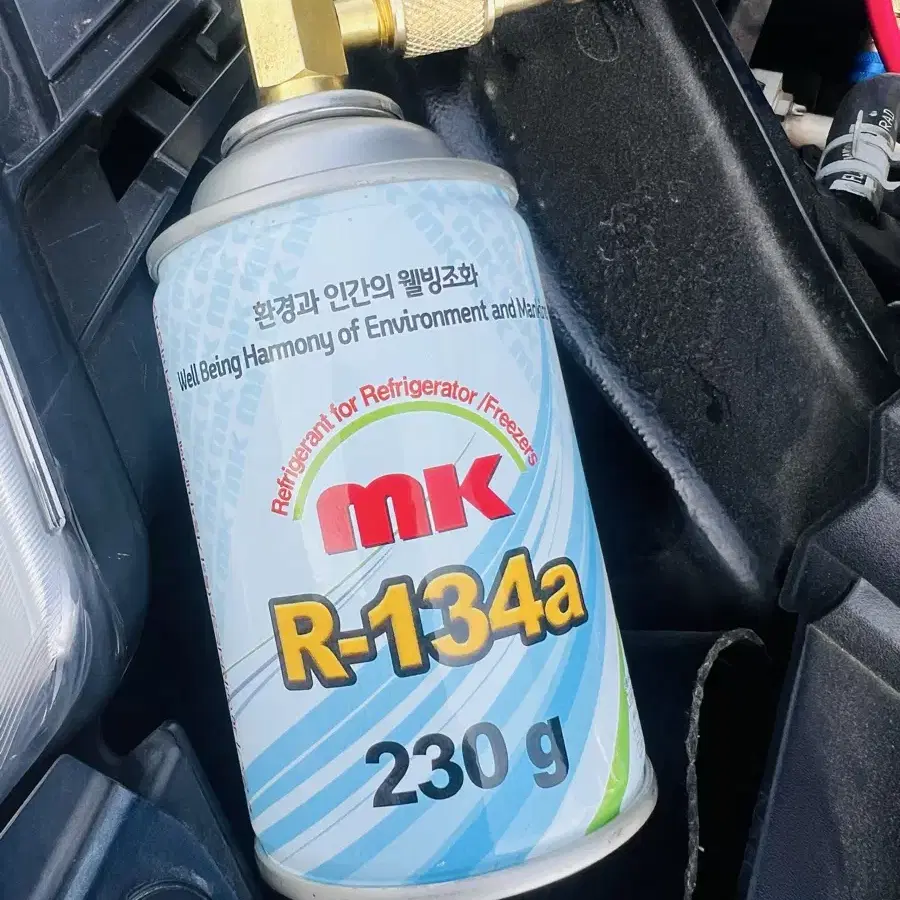 환경과 인간의 웰빙조화
Well Being Harmony of Environment and
Refrigerant for Refrigerator /Freezers
mK
R-134a
230 g